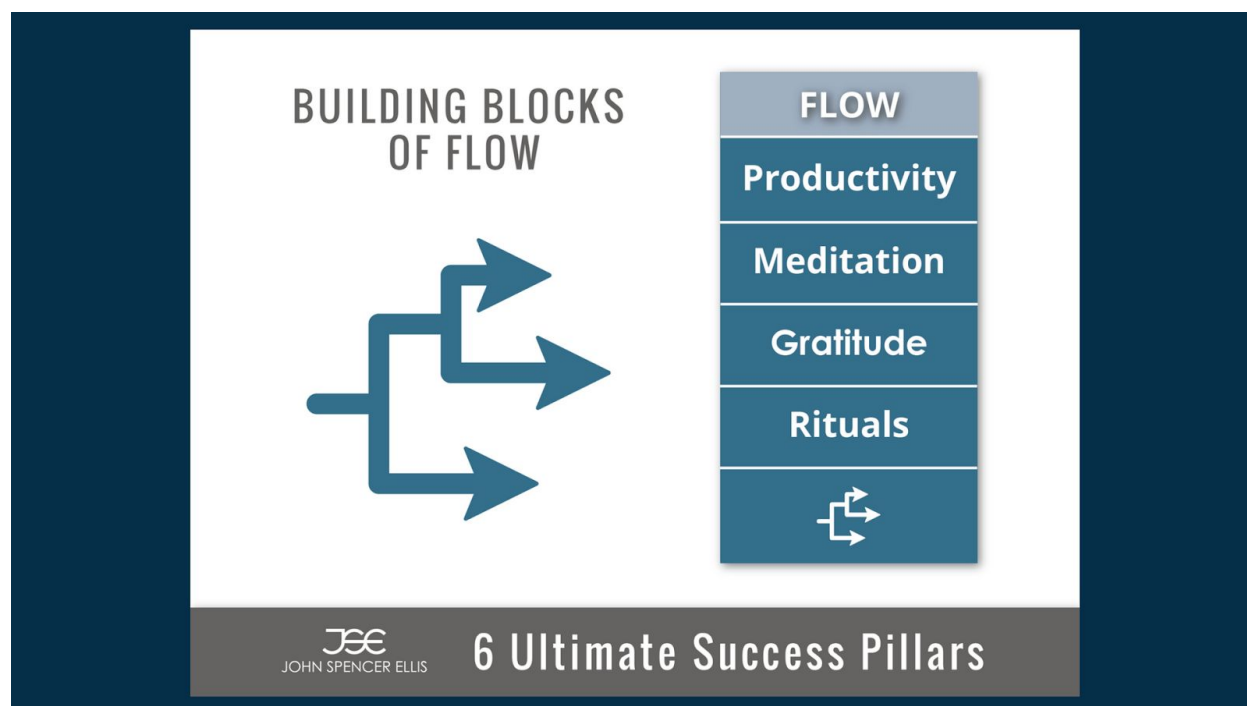 BUILDING BLOCKS
OF FLOW
FLOW
Productivity
Meditation
Gratitude
Rituals
JSE
JOHN SPENCER ELLIS
6 Ultimate Success Pillars